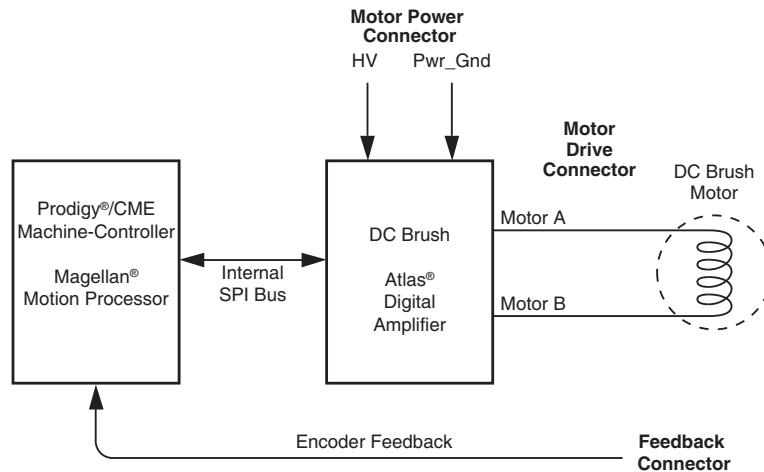 Motor Power
Connector
HV
Pwr_Gnd
Motor
Drive
Connector
DC Brush
Motor
Prodigy®/CME
Machine-Controller
Magellan®
Motion Processor
Internal
SPI Bus
DC Brush
Atlas®
Digital
Amplifier
Motor A
Motor B
Encoder Feedback
Feedback
Connector